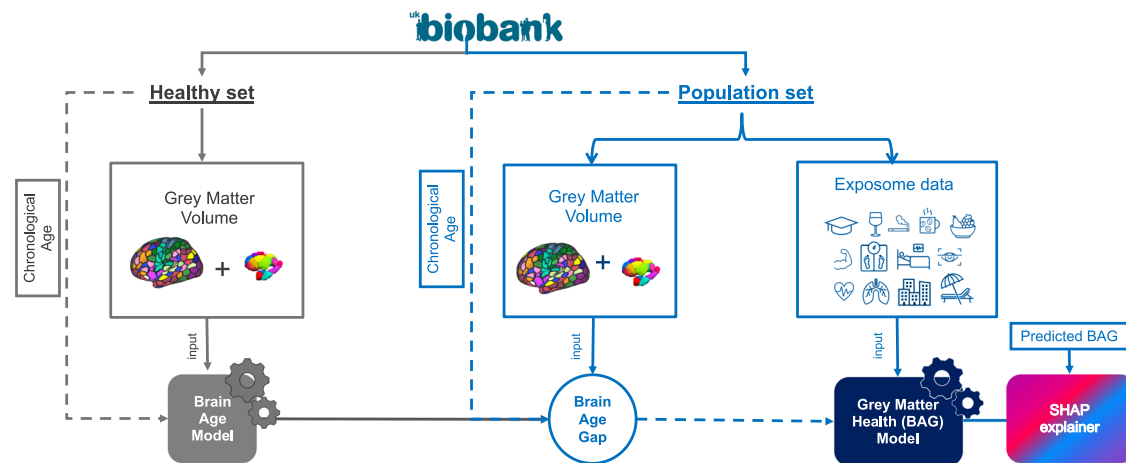 uk
biobank
Healthy set
Population set
Chronological
Age
Grey Matter
Volume
+
input
Brain
Age
Model
Chronological
Age
Grey Matter
Volume
+
input
Brain
Age
Gap
Exposome data
input
Grey Matter
Health (BAG)
Model
Predicted BAG
SHAP
explainer